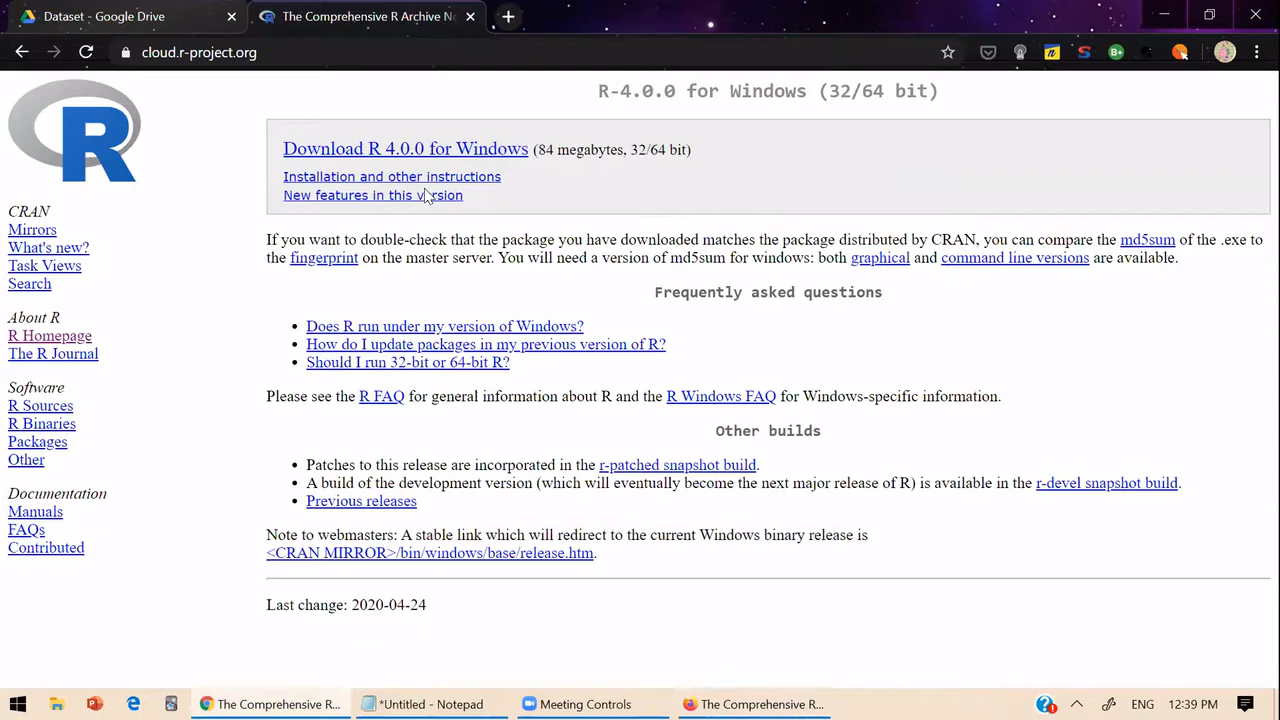 Dataset - Google Drive
The Comprehensive R Archive Ne
cloud.r-project.org
R
CRAN
Mirrors
What's new?
Task Views
Search
About R
R Homepage
The R Journal
Software
R Sources
R Binaries
Packages
Other
Documentation
Manuals
FAQs
Contributed
R-4.0.0 for Windows (32/64 bit)
Download R 4.0.0 for Windows (84 megabytes, 32/64 bit)
Installation and other instructions
New features in this version
If you want to double-check that the package you have downloaded matches the package distributed by CRAN, you can compare the md5sum of the .exe to
the fingerprint on the master server. You will need a version of md5sum for windows: both graphical and command line versions are available.
Frequently asked questions
• Does R run under my version of Windows?
• How do I update packages in my previous version of R?
• Should I run 32-bit or 64-bit R?
Please see the R FAQ for general information about R and the R Windows FAQ for Windows-specific information.
Other builds
• Patches to this release are incorporated in the r-patched snapshot build.
• A build of the development version (which will eventually become the next major release of R) is available in the r-devel snapshot build.
• Previous releases
Note to webmasters: A stable link which will redirect to the current Windows binary release is
<CRAN MIRROR>/bin/windows/base/release.htm.
Last change: 2020-04-24
The Comprehensive R...
*Untitled - Notepad
Meeting Controls
The Comprehensive R...
ENG
12:39 PM